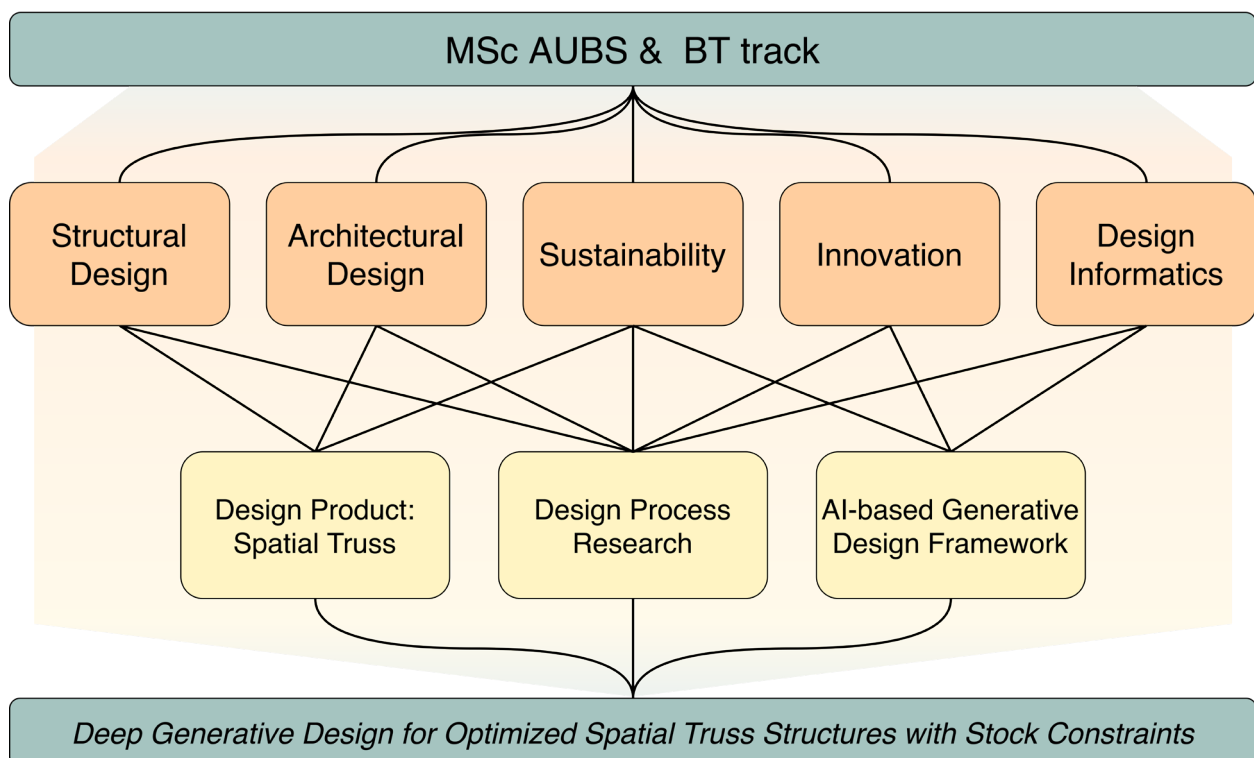 MSc AUBS & BT track
Structural
Design
Architectural
Design
Sustainability
Innovation
Design
Informatics
Design Product:
Spatial Truss
Design Process
Research
AI-based Generative
Design Framework
Deep Generative Design for Optimized Spatial Truss Structures with Stock Constraints